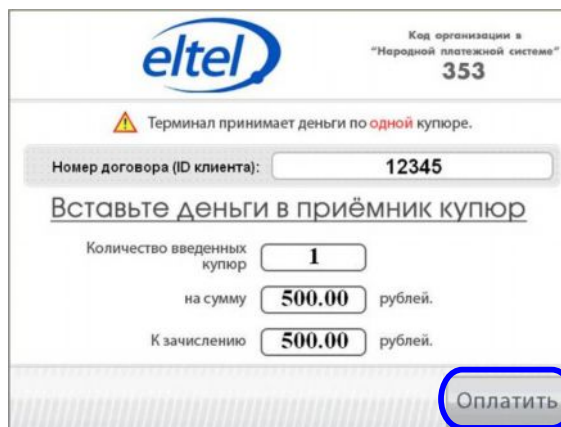 eltel
Код организации в
"Народной платежной системе"
353
Терминал принимает деньги по одной купюре.
Номер договора (ID клиента): 12345
Вставьте деньги в приёмник купюр
Количество введенных
купюр 1
на сумму 500.00 рублей.
К зачислению 500.00 рублей.
Оплатить